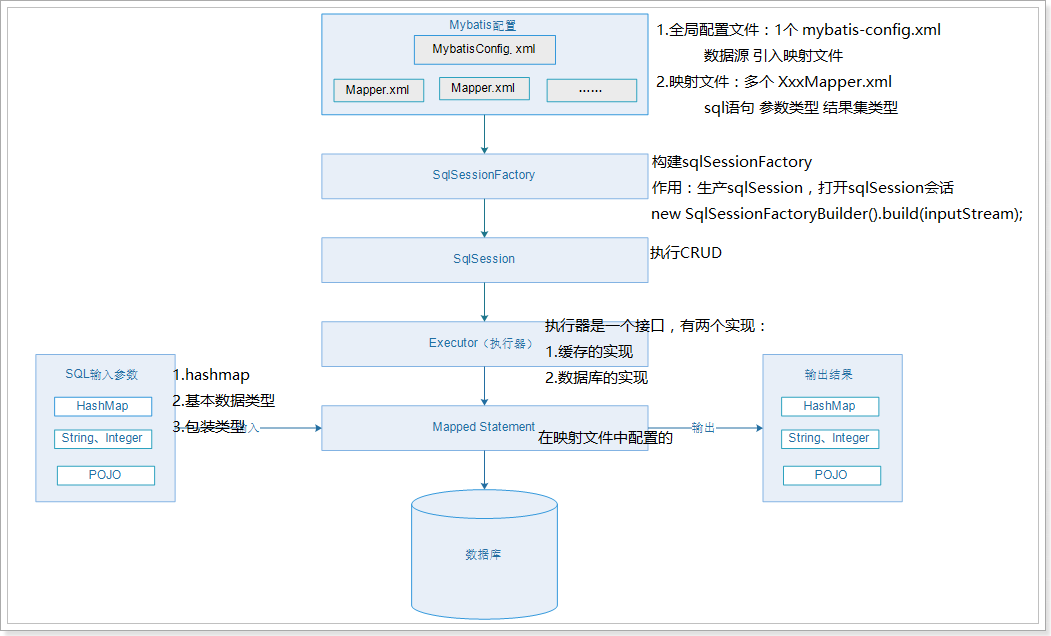 Mybatis配置
MybatisConfig. xml
Mapper.xml
Mapper.xml
······
1.全局配置文件：1个 mybatis-config.xml
数据源 引入映射文件
2.映射文件：多个 XxxMapper.xml
sql语句 参数类型 结果集类型
SqlSessionFactory
构建sqlSessionFactory
作用：生产sqlSession，打开sqlSession会话
new SqlSessionFactoryBuilder().build(inputStream);
SqlSession
执行CRUD
Executor（执行器）
执行器是一个接口，有两个实现：
1.缓存的实现
2.数据库的实现
SQL输入参数
HashMap
String、Integer
POJO
1.hashmap
2.基本数据类型
3.包装类型
入
Mapped Statement
在映射文件中配置的
输出
输出结果
HashMap
String、Integer
POJO
数据库